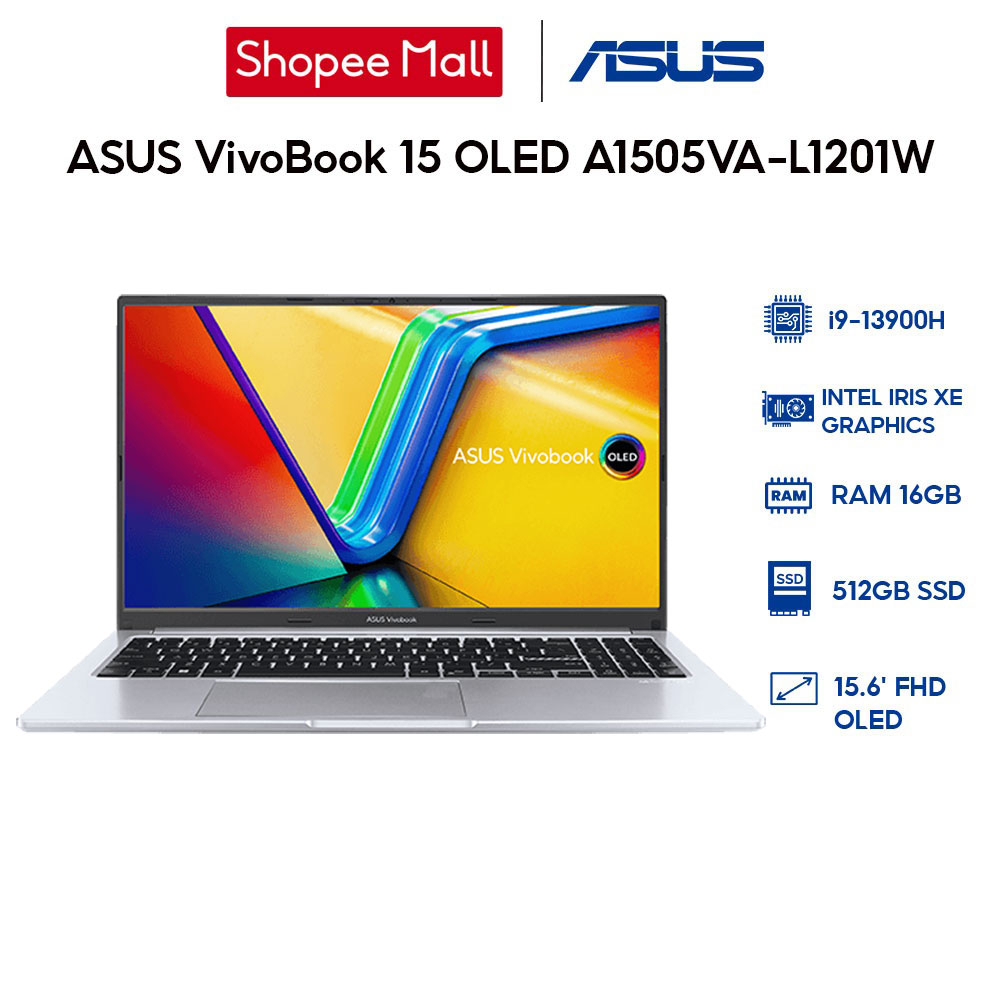 Shopee Mall
ASUS
ASUS VivoBook 15 OLED A1505VA-L1201W
i9-13900H
INTEL IRIS XE
GRAPHICS
RAM
RAM 16GB
SSD
512GB SSD
15.6' FHD
OLED
ASUS Vivobook OLED
ASUS Vivobook